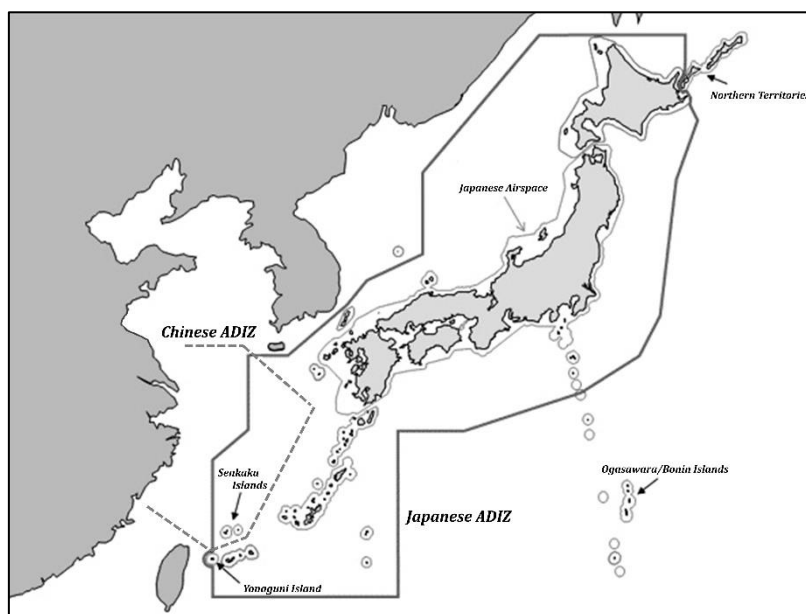 Northern Territories
Japanese Airspace
Chinese ADIZ
Senkaku
Islands
Ogasawara/Bonin Islands
Japanese ADIZ
Yonaguni Island